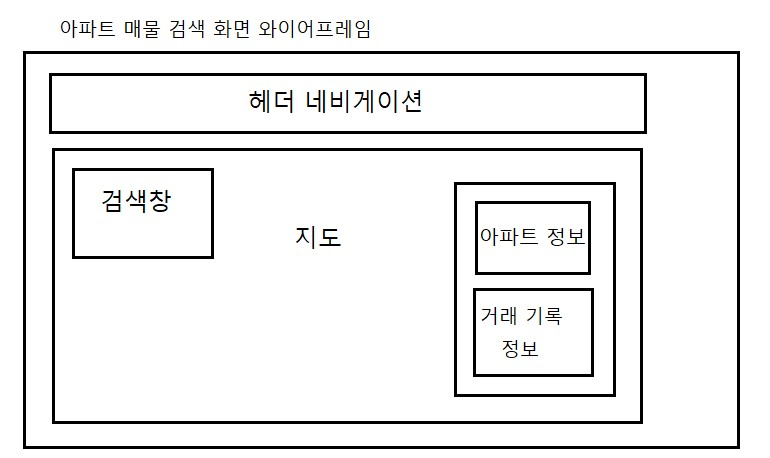 아파트 매물 검색 화면 와이어프레임
헤더 네비게이션
검색창
지도
아파트 정보
거래 기록
정보